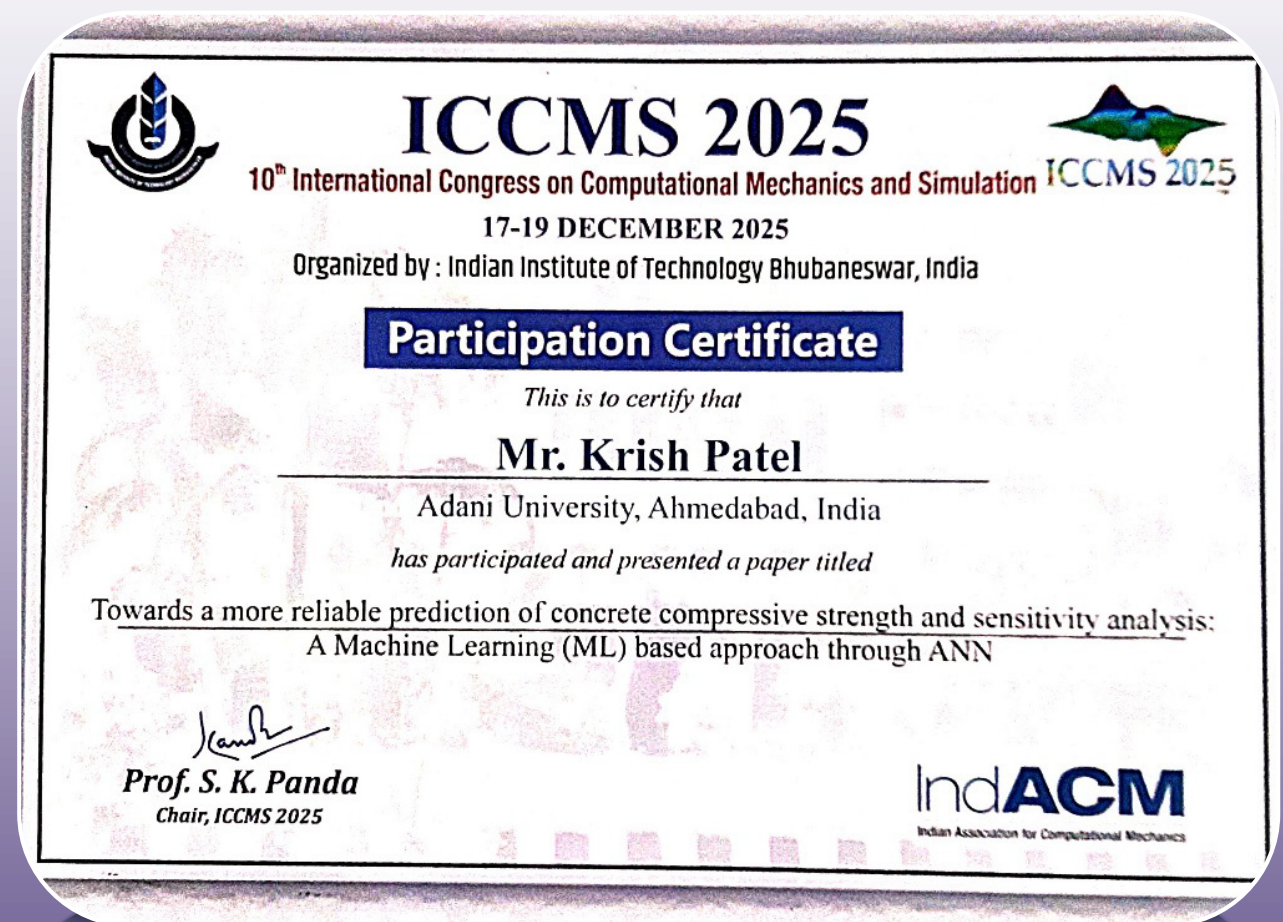 ICCMS 2025
10th International Congress on Computational Mechanics and Simulation
ICCMS 2025
17-19 DECEMBER 2025
Organized by : Indian Institute of Technology Bhubaneswar, India
Participation Certificate
This is to certify that
Mr. Krish Patel
Adani University, Ahmedabad, India
has participated and presented a paper titled
Towards a more reliable prediction of concrete compressive strength and sensitivity analysis:
A Machine Learning (ML) based approach through ANN
Prof. S. K. Panda
Chair, ICCMS 2025
IndACM
Indian Association for Computational Mechanics